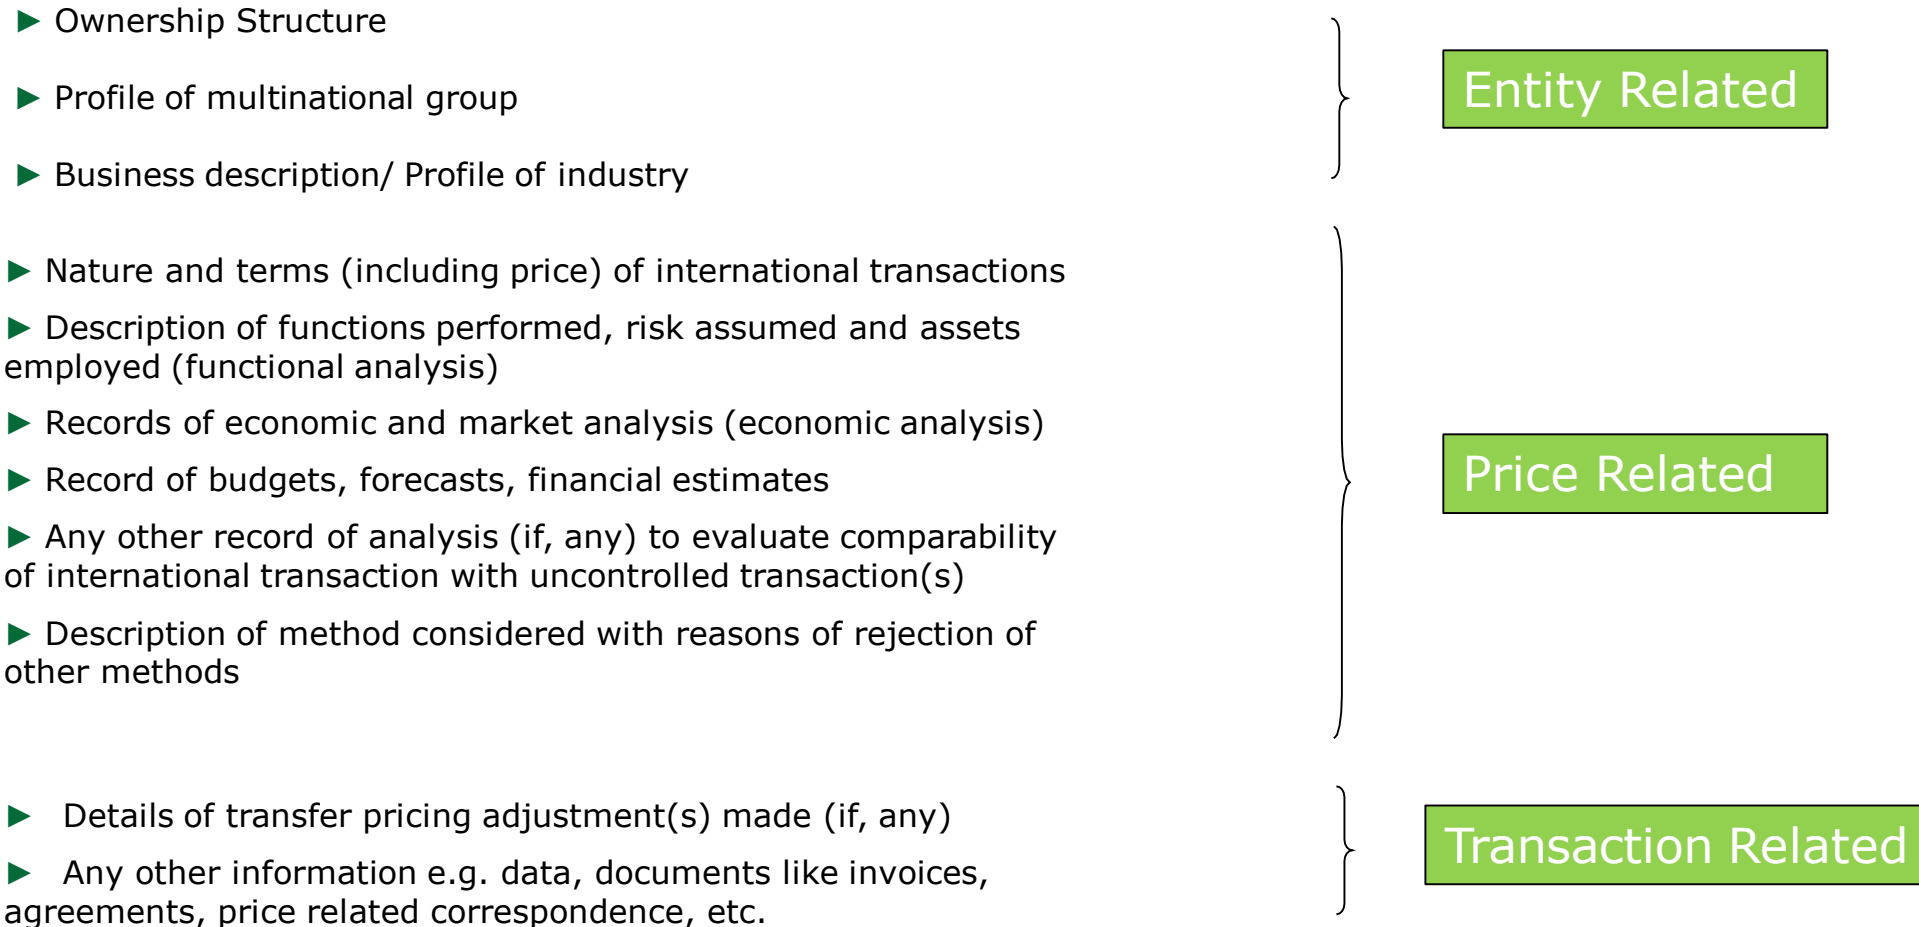 ► Ownership Structure
► Profile of multinational group
► Business description/ Profile of industry
Entity Related
► Nature and terms (including price) of international transactions
► Description of functions performed, risk assumed and assets
employed (functional analysis)
► Records of economic and market analysis (economic analysis)
► Record of budgets, forecasts, financial estimates
► Any other record of analysis (if, any) to evaluate comparability
of international transaction with uncontrolled transaction(s)
► Description of method considered with reasons of rejection of
other methods
Price Related
► Details of transfer pricing adjustment(s) made (if, any)
► Any other information e.g. data, documents like invoices,
agreements, price related correspondence, etc.
Transaction Related